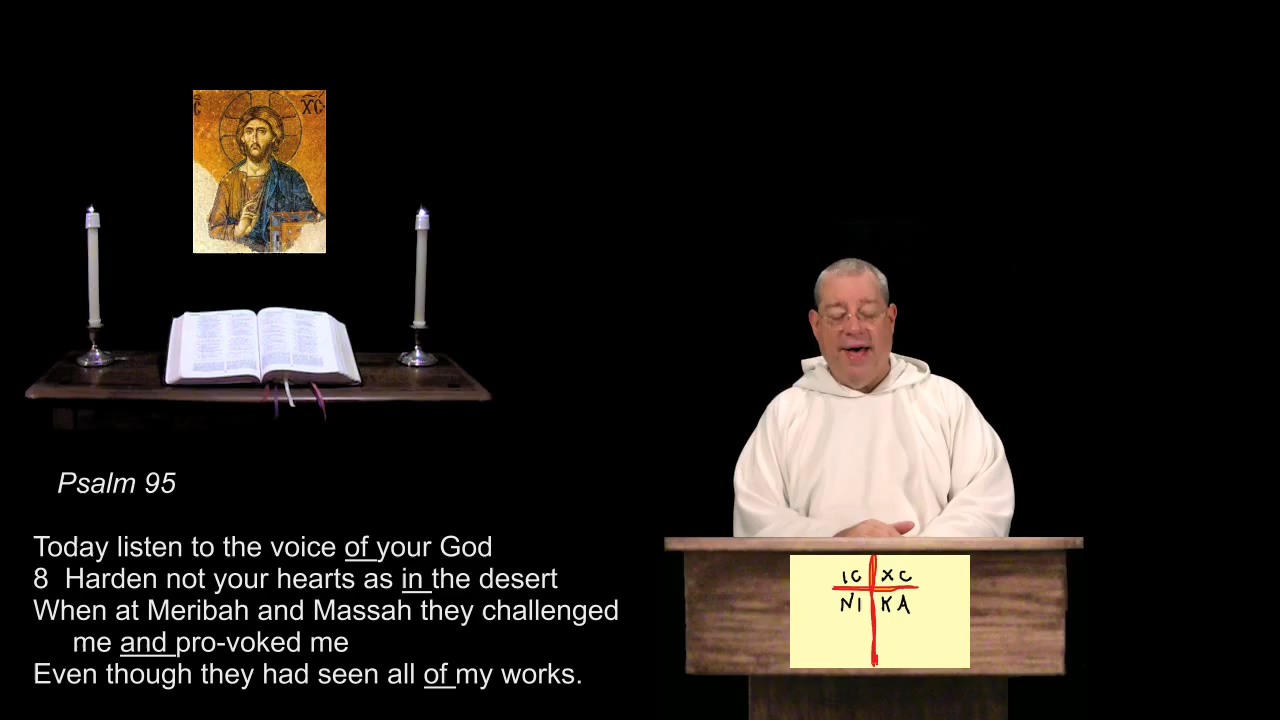 C XC
Psalm 95
Today listen to the voice of your God
8 Harden not your hearts as in the desert
When at Meribah and Massah they challenged
me and pro-voked me
Even though they had seen all of my works.
IC XC
NI KA